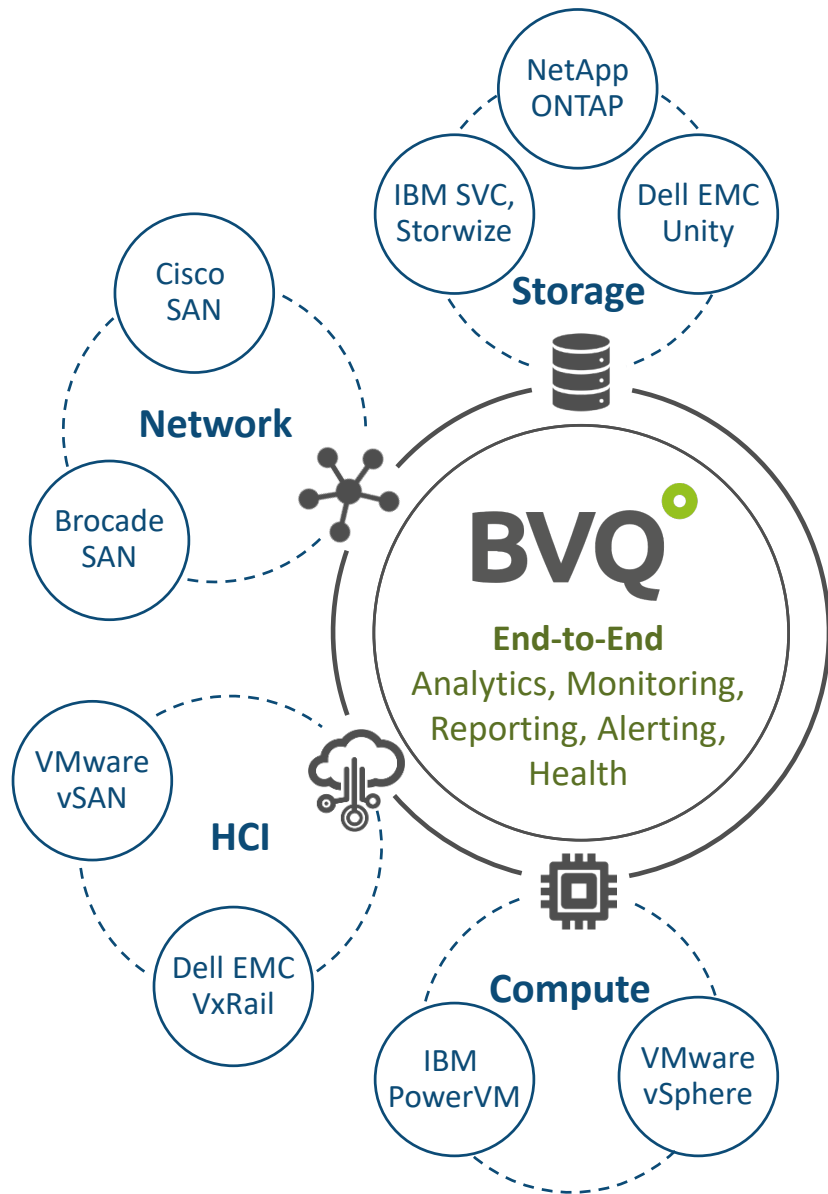 NetApp
ONTAP
IBM SVC,
Storwize
Dell EMC
Unity
Storage
Cisco
SAN
Network
Brocade
SAN
BVQ
End-to-End
Analytics, Monitoring,
Reporting, Alerting,
Health
VMware
vSAN
HCI
Dell EMC
VxRail
Compute
IBM
PowerVM
VMware
vSphere